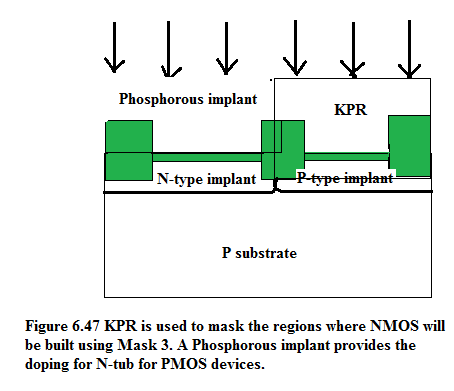 Phosphorous implant
KPR
N-type implant
P-type implant
P substrate
Figure 6.47 KPR is used to mask the regions where NMOS will
be built using Mask 3. A Phosphorous implant provides the
doping for N-tub for PMOS devices.